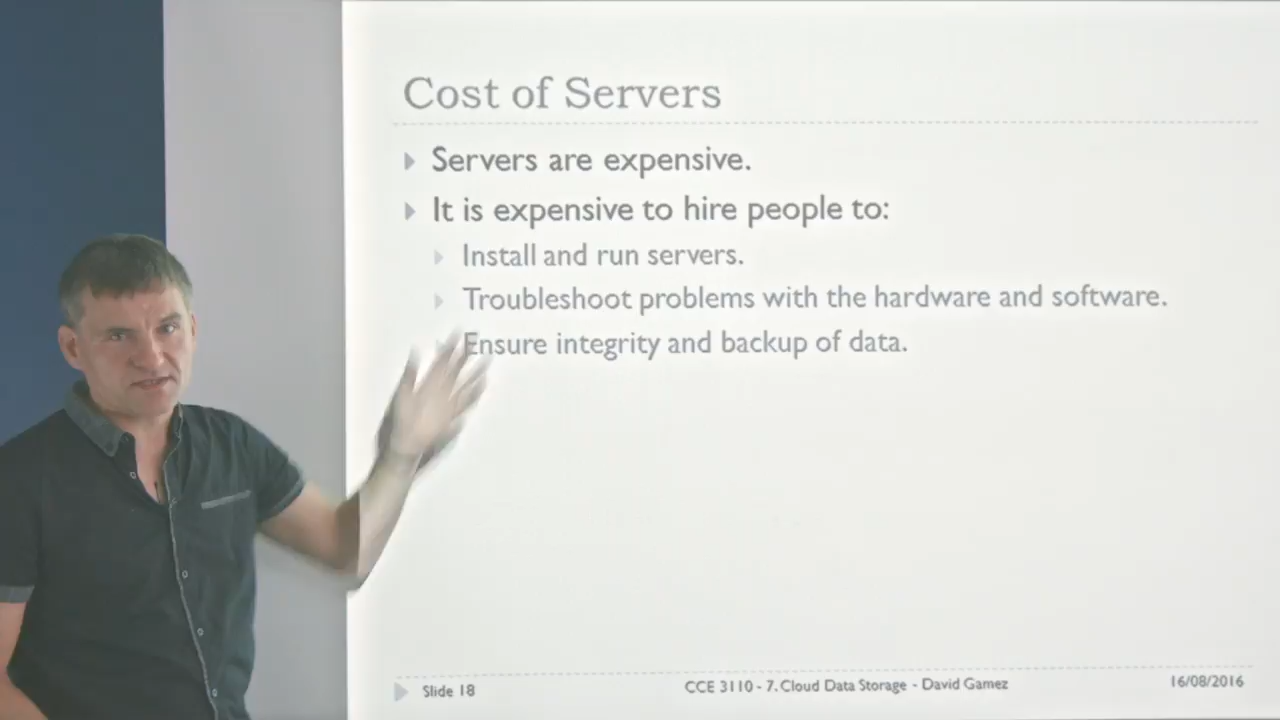 Cost of Servers
Servers are expensive.
It is expensive to hire people to:
Install and run servers.
Troubleshoot problems with the hardware and software.
Ensure integrity and backup of data.
Slide 18
CCE 3110 - 7. Cloud Data Storage - David Gamez
16/08/2016